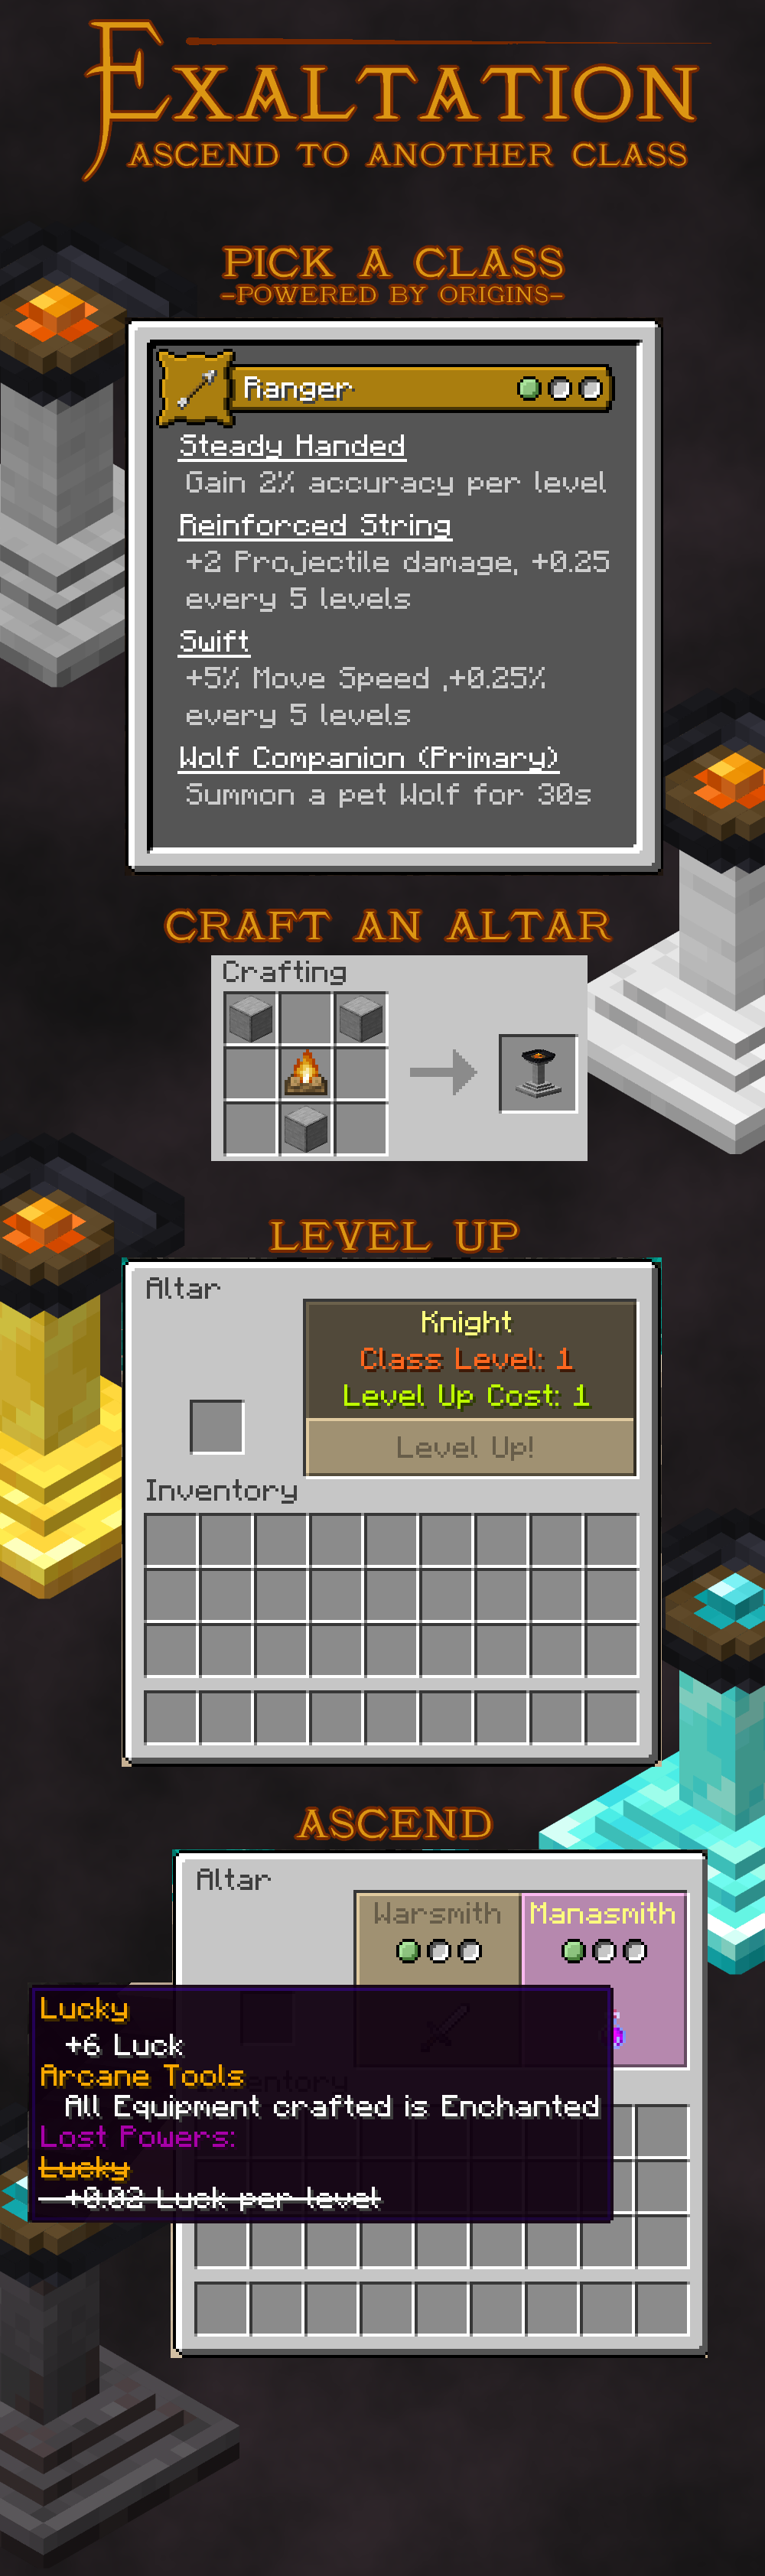 EXALTATION
ASCEND TO ANOTHER CLASS
PICK A CLASS
-POWERED BY ORIGINS-
Ranger
Steady Handed
Gain 2% accuracy per level
Reinforced String
+2 Projectile damage, +0.25
every 5 levels
Swift
+5% Move Speed ,+0.25%
every 5 levels
Wolf Companion (Primary)
Summon a pet Wolf for 30s
CRAFT AN ALTAR
Crafting
LEVEL UP
Altar
Knight
Class Level: 1
Level Up Cost: 1
Level Up!
Inventory
ASCEND
Altar
Warsmith
Manasmith
Lucky
+6 Luck
Arcane Tools
All Equipment crafted is Enchanted
Lost Powers:
Lucky
+0.02 Luck per level